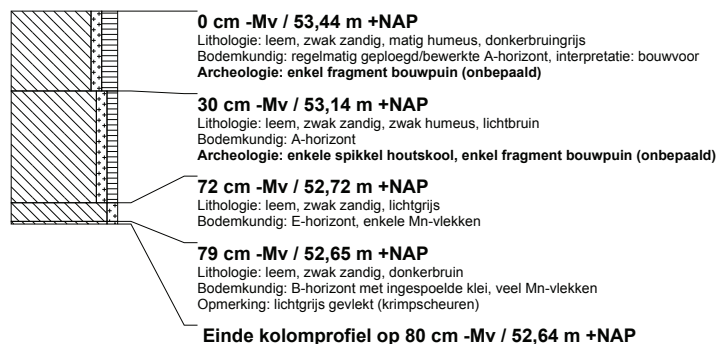 0 cm -Mv / 53,44 m +NAP
Lithologie: leem, zwak zandig, matig humeus, donkerbruingrijs
Bodemkundig: regelmatig geploegd/bewerkte A-horizont, interpretatie: bouwvoor
Archeologie: enkel fragment bouwpuin (onbepaald)
30 cm -Mv / 53,14 m +NAP
Lithologie: leem, zwak zandig, zwak humeus, lichtbruin
Bodemkundig: A-horizont
Archeologie: enkele spikkel houtskool, enkel fragment bouwpuin (onbepaald)
72 cm -Mv / 52,72 m +NAP
Lithologie: leem, zwak zandig, lichtgrijs
Bodemkundig: E-horizont, enkele Mn-vlekken
79 cm -Mv / 52,65 m +NAP
Lithologie: leem, zwak zandig, donkerbruin
Bodemkundig: B-horizont met ingespoelde klei, veel Mn-vlekken
Opmerking: lichtgrijs gevlekt (krimpscheuren)
Einde kolomprofiel op 80 cm -Mv / 52,64 m +NAP